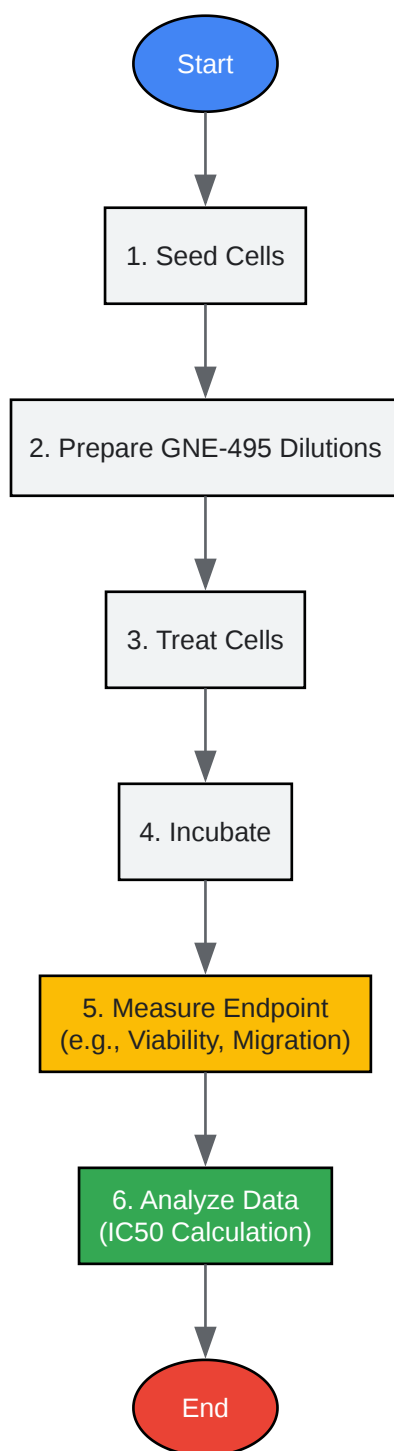 Start
1. Seed Cells
2. Prepare GNE-495 Dilutions
3. Treat Cells
4. Incubate
5. Measure Endpoint
(e.g., Viability, Migration)
6. Analyze Data
(IC50 Calculation)
End